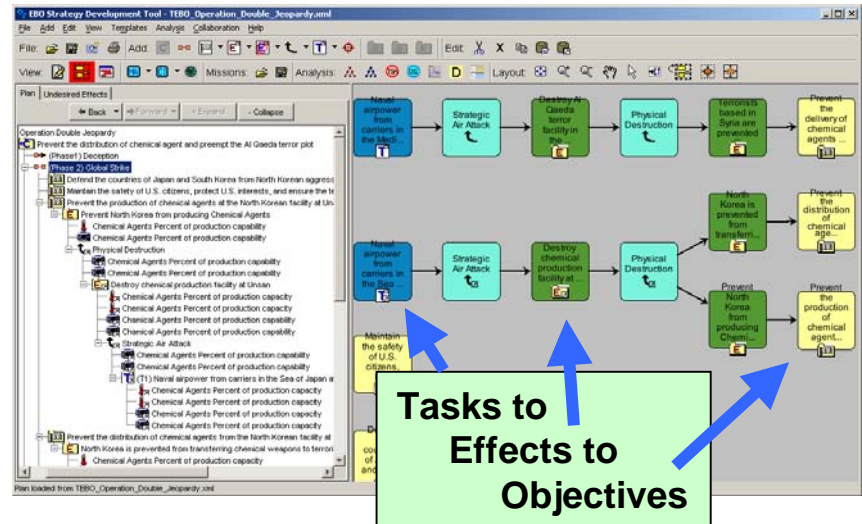 EBO Strategy Development Tool - TEBO_Operation_Double_Jeopardy.xml
File Add Edit View Templates Analysis Collaboration Help
File: Add: Edit:
View: Missions: Analysis: D Layout:
Plan Undesired Effects
Back Forward + Expand - Collapse
Operation Double Jeopardy
Prevent the distribution of chemical agent and preempt the Al Qaeda terror plot
(Phase1) Deception
(Phase 2) Global Strike
Defend the countries of Japan and South Korea from North Korean aggress
Maintain the safety of U.S. citizens, protect U.S. interests, and ensure the te
Prevent the production of chemical agents at the North Korean facility at Un
Prevent North Korea from producing Chemical Agents
Chemical Agents Percent of production capability
Chemical Agents Percent of production capability
Physical Destruction
Chemical Agents Percent of production capability
Chemical Agents Percent of production capability
Destroy chemical production facility at Unsan
Chemical Agents Percent of production capacity
Chemical Agents Percent of production capacity
Chemical Agents Percent of production capability
Chemical Agents Percent of production capability
Strategic Air Attack
Chemical Agents Percent of production capability
Chemical Agents Percent of production capability
(T1) Naval airpower from carriers in the Sea of Japan a
Chemical Agents Percent of production capacity
Chemical Agents Percent of production capacity
Chemical Agents Percent of production capability
Chemical Agents Percent of production capability
Prevent the distribution of chemical agents from the North Korean facility at
North Korea is prevented from transferring chemical weapons to terrori
Chemical Agents Percent of production capacity
Plan loaded from TEBO_Operation_Double_Jeopardy.xml
Naval
airpower
from
carriers in
the Medi...
T
Strategic
Air Attack
Destroy Al
Qaeda
terror
facility in
the ...
E
Physical
Destruction
Terrorists
based in
Syria are
prevented
E
Prevent
the
delivery of
chemical
agents ...
Naval
airpower
from
carriers in
the Sea ...
T
Strategic
Air Attack
Destroy
chemical
production
facility at ...
E
Physical
Destruction
North
Korea is
prevented
from
transferri...
E
Prevent
the
distribution
of
chemical
age...
Prevent
North
Korea
from
producing
Chemi...
E
Prevent
the
production
of
chemical
agent...
Maintain
the safety
of U.S.
citizens,
Tasks to
Effects to
Objectives